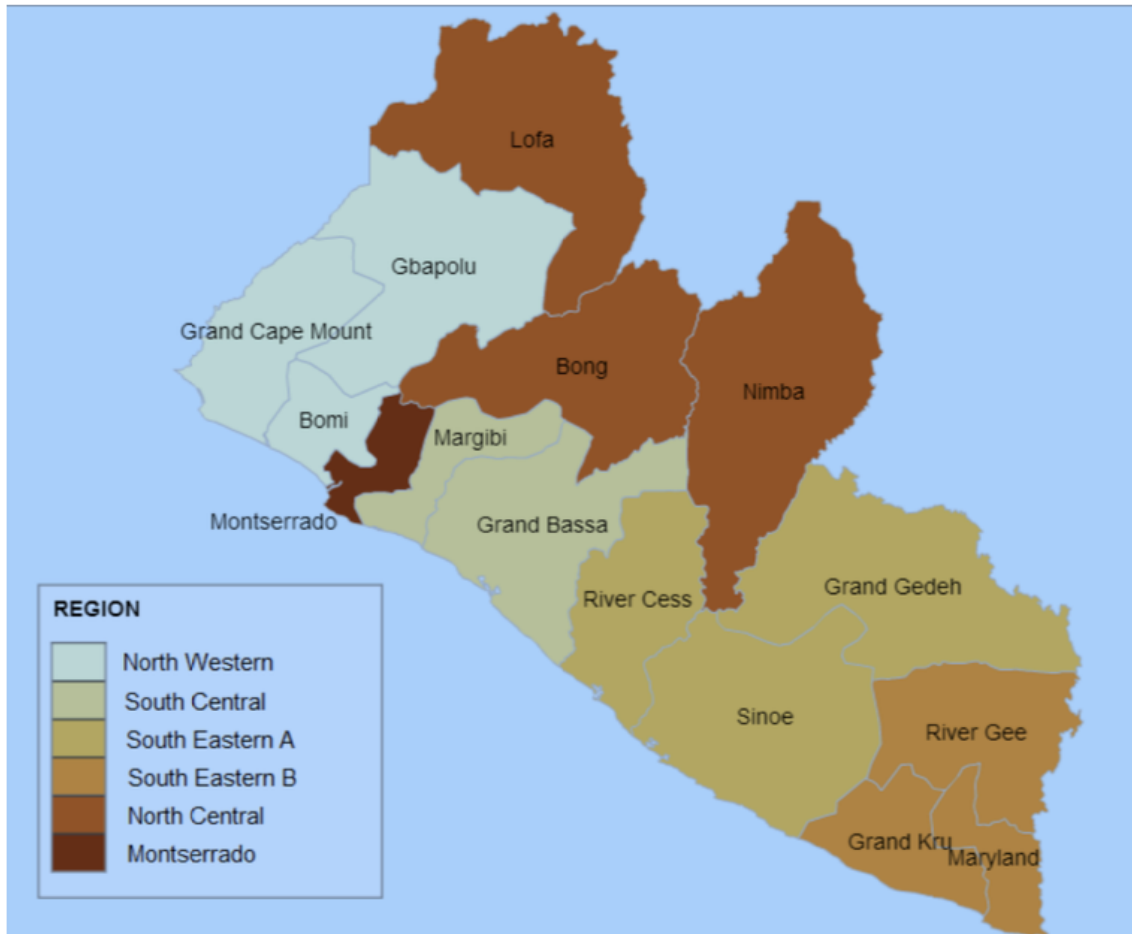 Lofa
Gbapolu
Grand Cape Mount
Bong
Nimba
Bomi
Margibi
Montserrado
Grand Bassa
River Cess
Grand Gedeh
Sinoe
River Gee
Grand Kru
Maryland
REGION
North Western
South Central
South Eastern A
South Eastern B
North Central
Montserrado